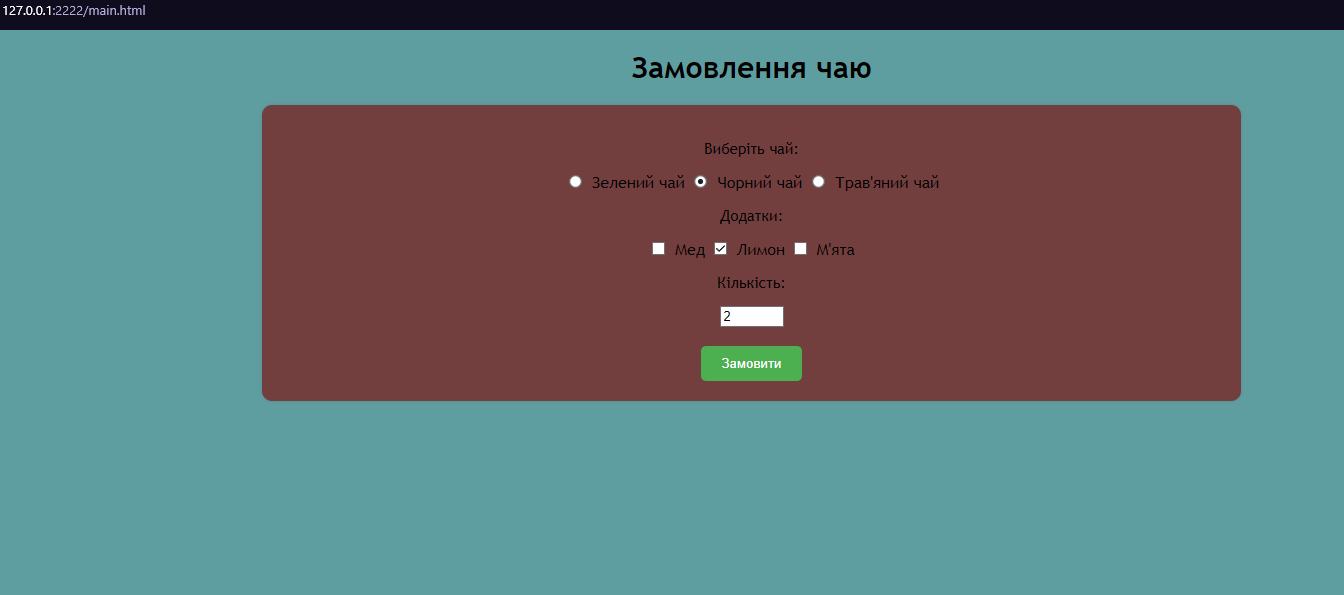 127.0.0.1:2222/main.html
Замовлення чаю
Виберіть чай:
Зелений чай Чорний чай Трав'яний чай
Додатки:
Мед Лимон М'ята
Кількість:
2
Замовити